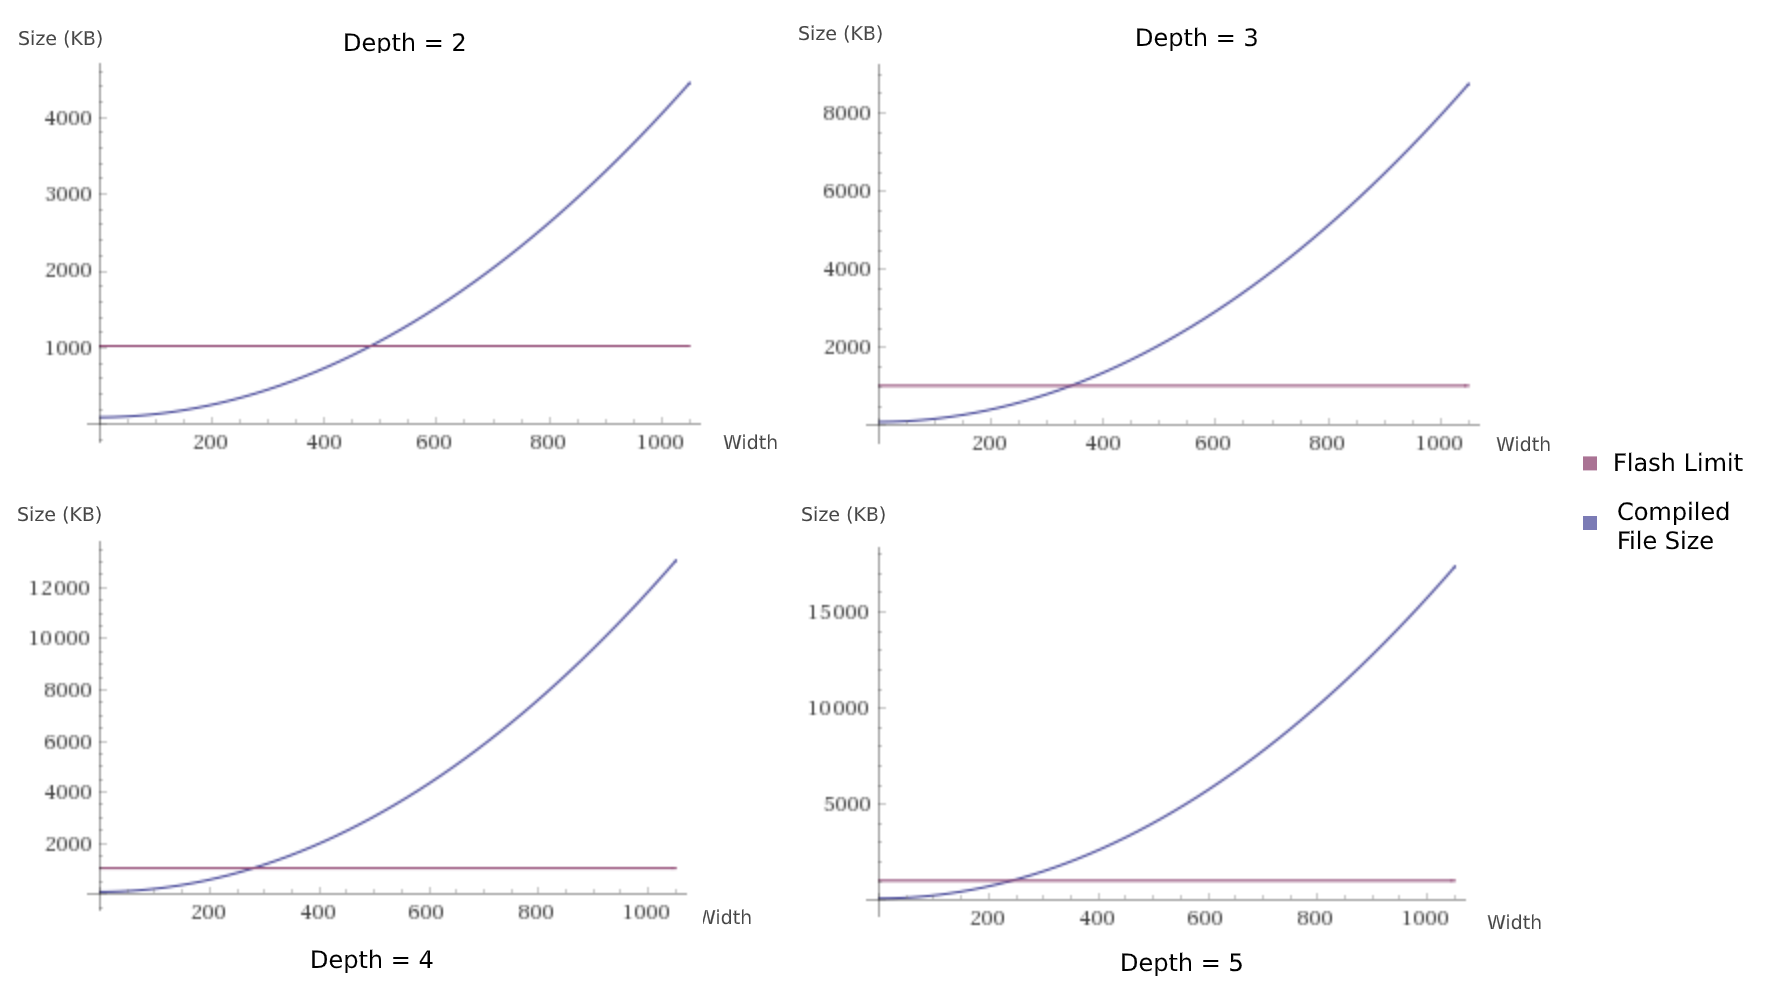 Size (KB)
Depth = 2
4000
3000
2000
1000
200 400 600 800 1000
Width
Size (KB)
Depth = 3
8000
6000
4000
2000
200 400 600 800 1000
Width
Flash Limit
Compiled
File Size
Size (KB)
12000
10000
8000
6000
4000
2000
200 400 600 800 1000
Width
Depth = 4
Size (KB)
15000
10000
5000
200 400 600 800 1000
Width
Depth = 5